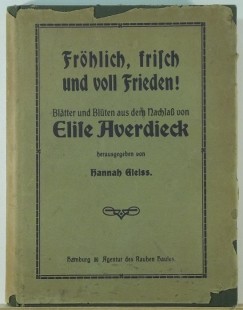 Fröhlich, frisch
und voll Frieden!
Blätter und Blüten aus dem Nachlaß von
Elise Averdieck
herausgegeben von
Hannah Gleiss.
Hamburg Agentur des Rauhen Hauses.